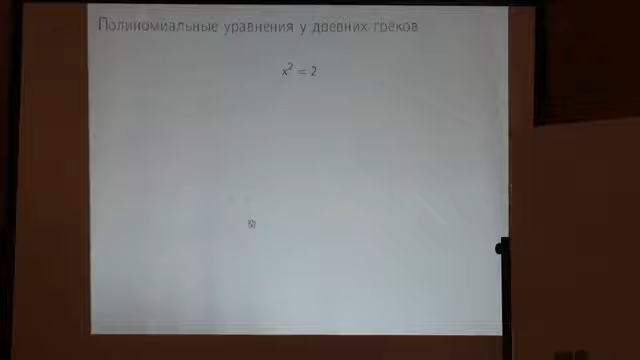 Полиномиальные уравнения у древних греков
x² = 2